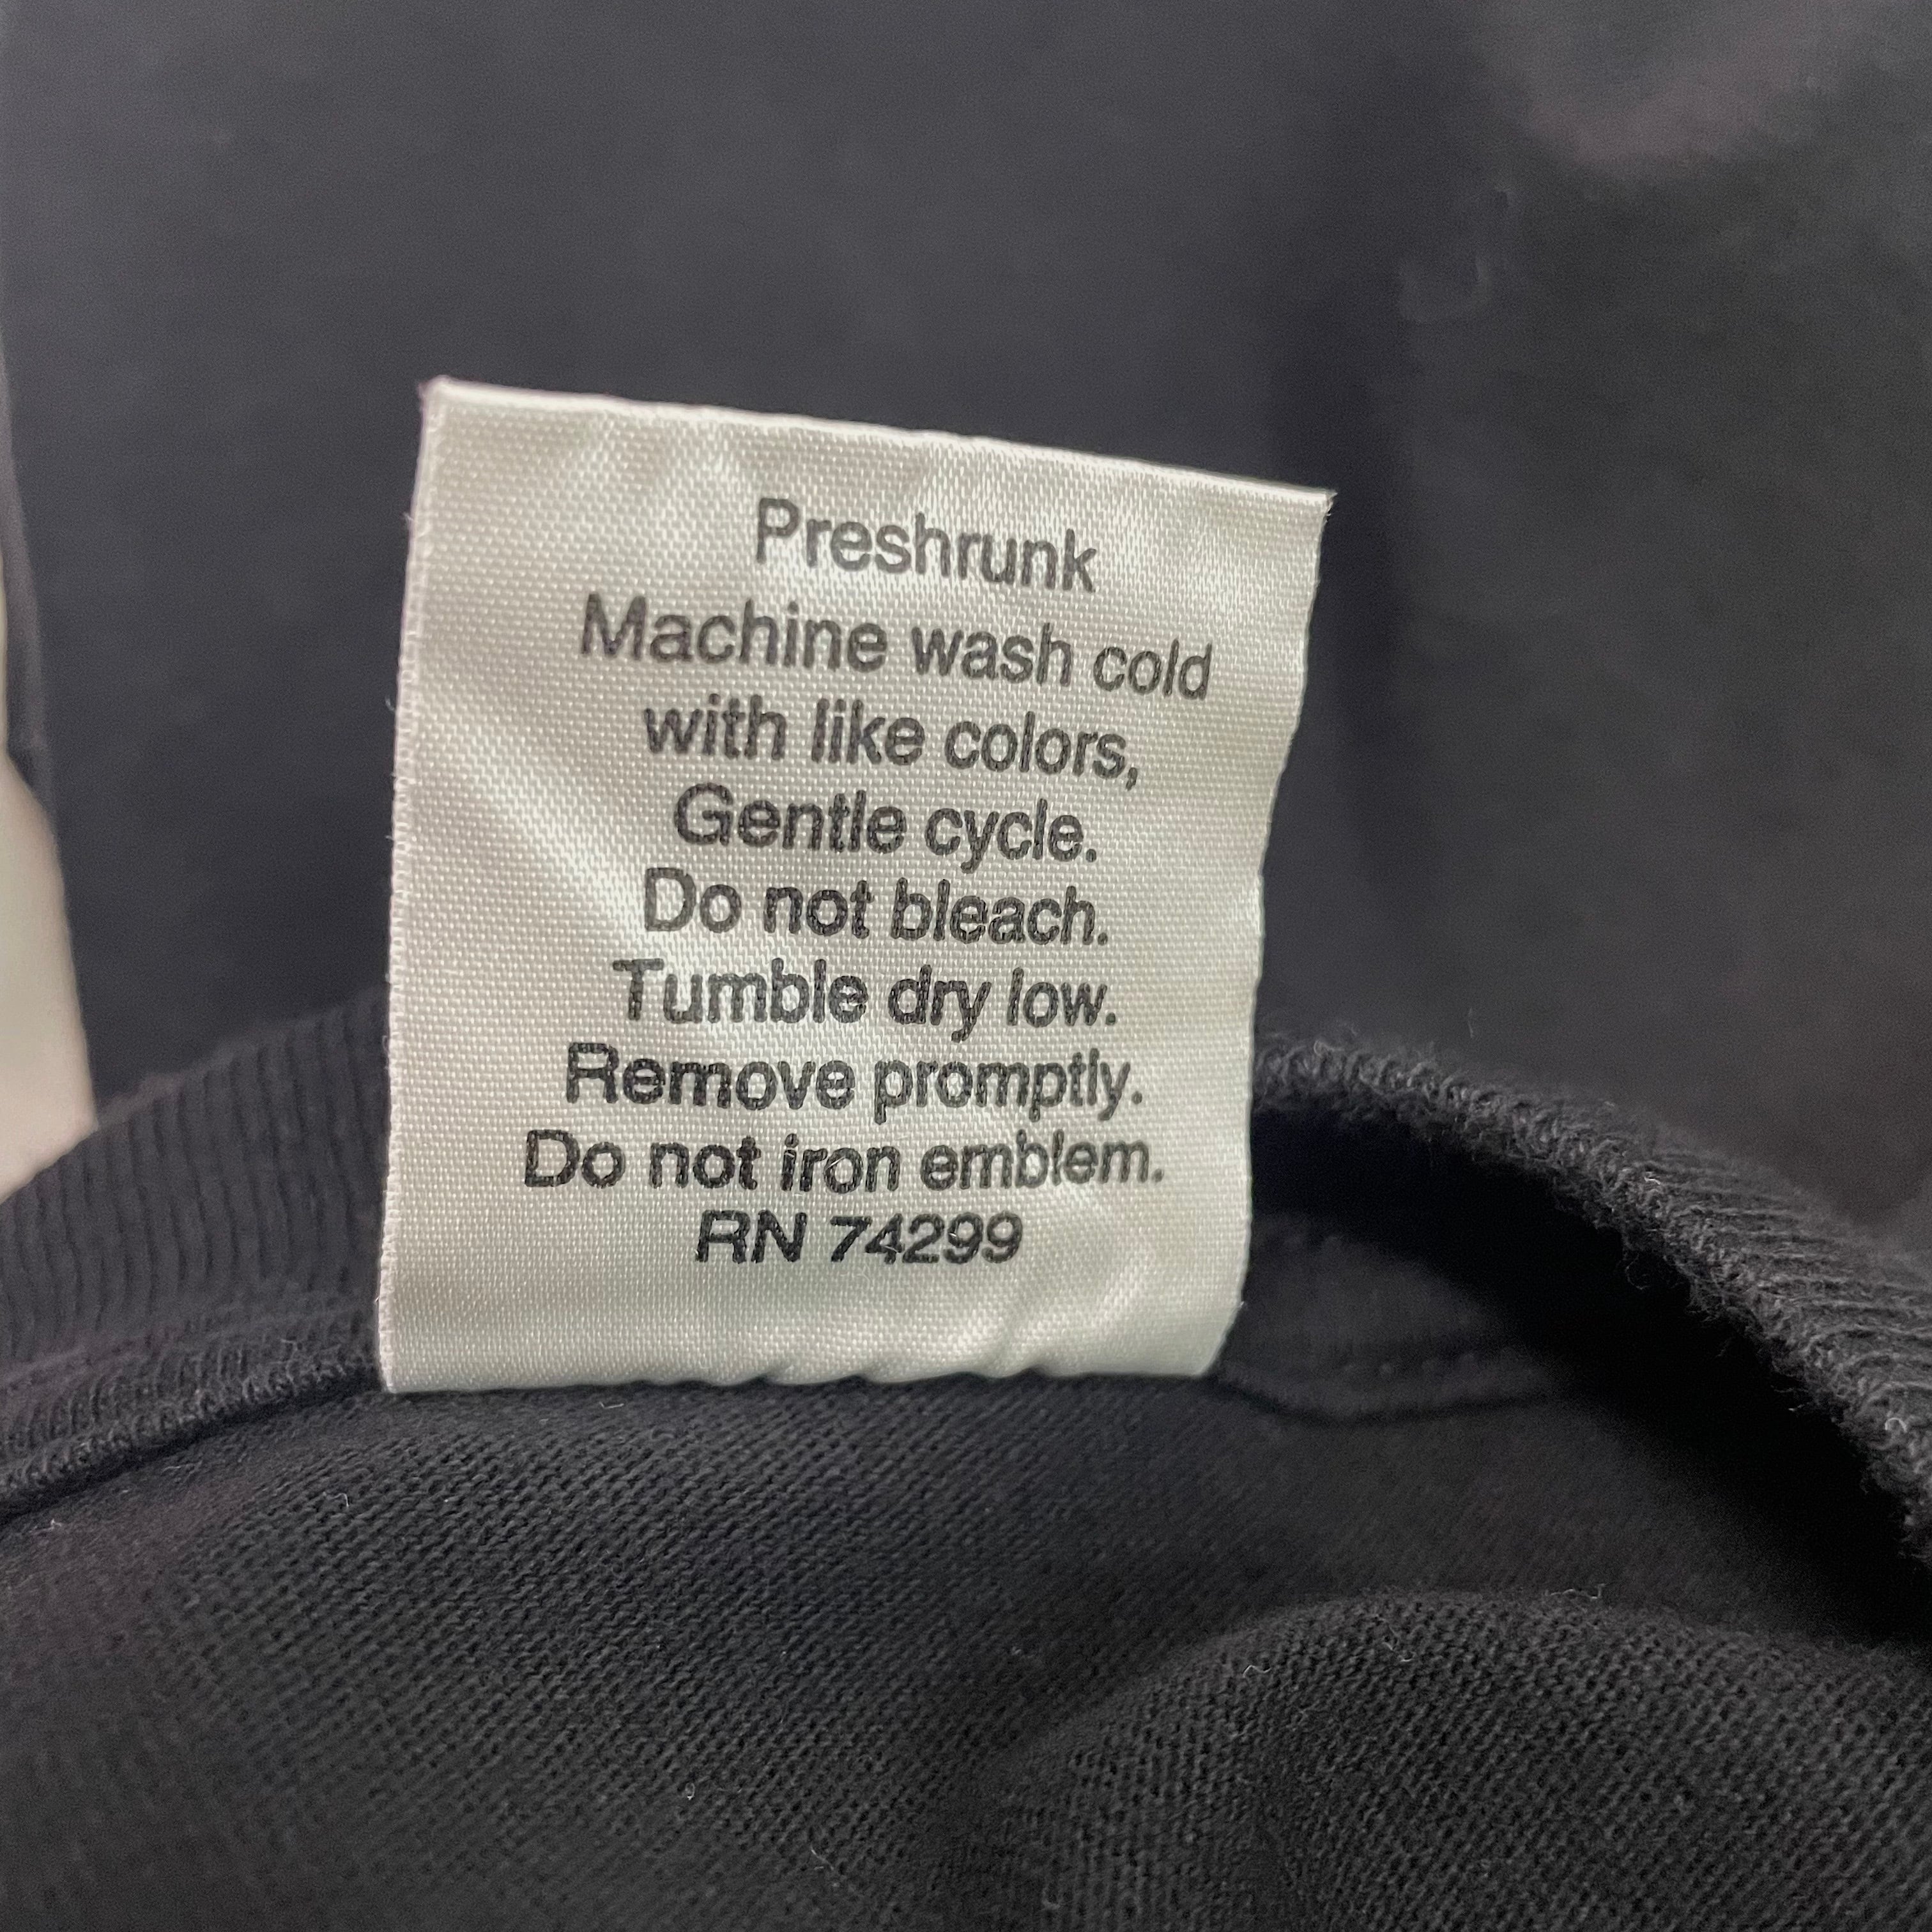 Preshrunk
Machine wash cold
with like colors,
Gentle cycle.
Do not bleach.
Tumble dry low.
Remove promptly.
Do not iron emblem.
RN 74299